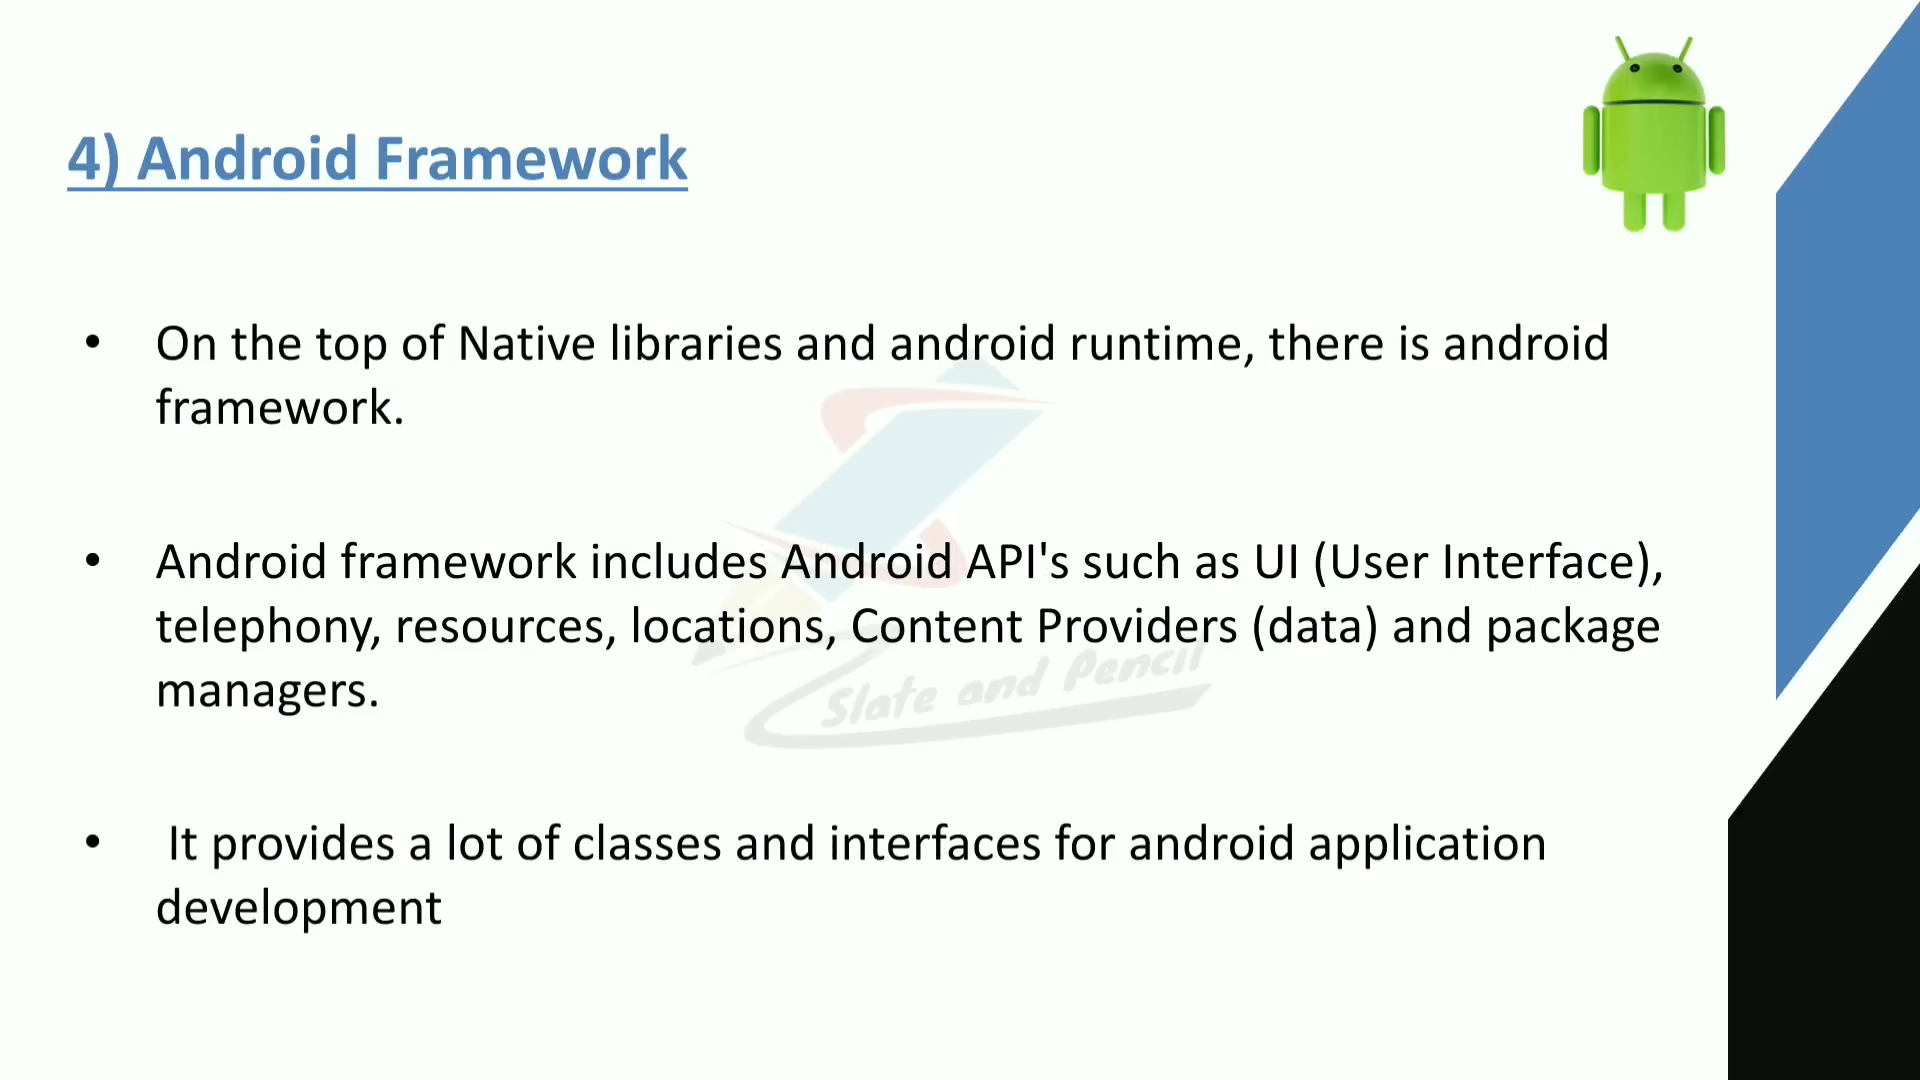 4) Android Framework
• On the top of Native libraries and android runtime, there is android
framework.
• Android framework includes Android API's such as UI (User Interface),
telephony, resources, locations, Content Providers (data) and package
managers.
Slate and Pencil
• It provides a lot of classes and interfaces for android application
development